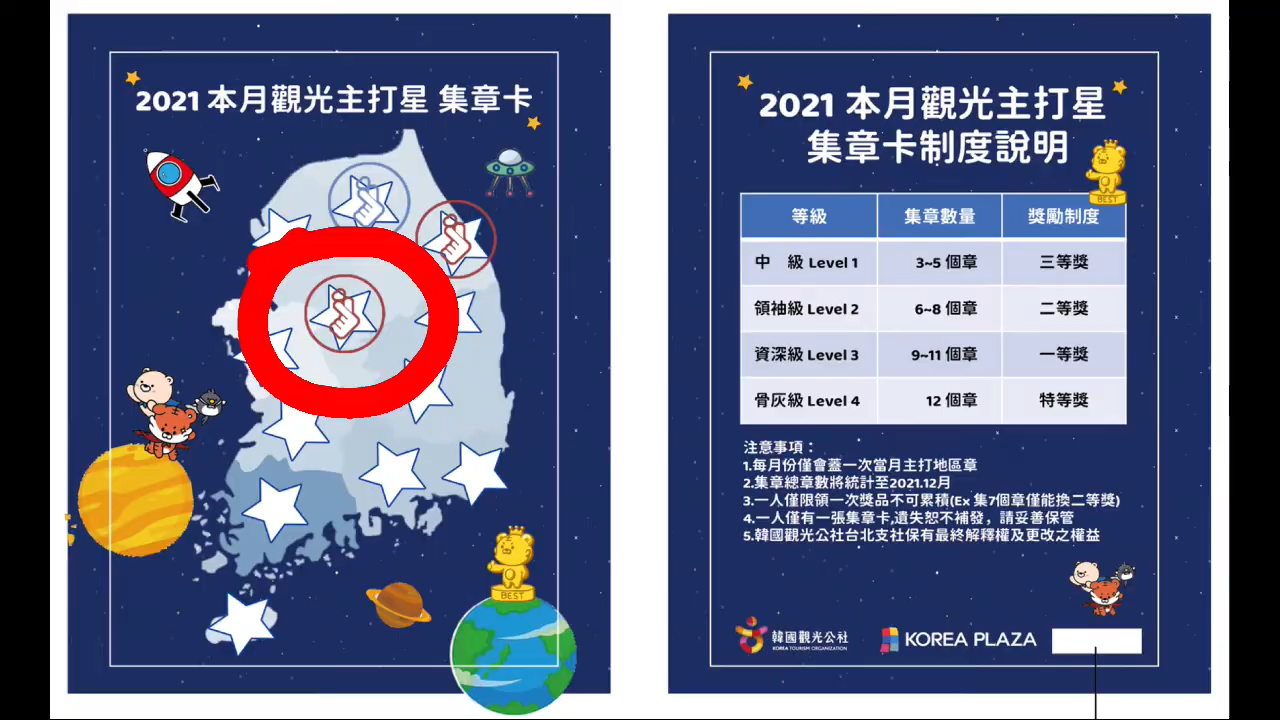 2021 本月觀光主打星 集章卡
BEST
2021 本月觀光主打星
集章卡制度說明
BEST
等級 集章數量 獎勵制度
中 級 Level 1 3~5 個章 三等獎
領袖級 Level 2 6~8 個章 二等獎
資深級 Level 3 9~11 個章 一等獎
骨灰級 Level 4 12 個章 特等獎
注意事項：
1.每月份僅會蓋一次當月主打地區章
2.集章總章數將統計至2021.12月
3.一人僅限領一次獎品不可累積(Ex 集7個章僅能換二等獎)
4.一人僅有一張集章卡,遺失恕不補發，請妥善保管
5.韓國觀光公社台北支社保有最終解釋權及更改之權益
韓國觀光公社
KOREA TOURISM ORGANIZATION
KOREA PLAZA